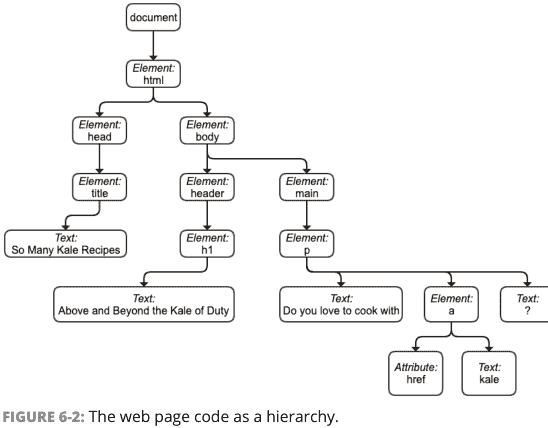 document
Element:
html
Element:
head
Element:
body
Element:
title
Element:
header
Element:
main
Text:
So Many Kale Recipes
Element:
h1
Element:
p
Text:
Above and Beyond the Kale of Duty
Text:
Do you love to cook with
Element:
a
Text:
?
Attribute:
href
Text:
kale
FIGURE 6-2: The web page code as a hierarchy.